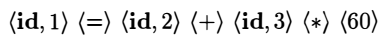 ⟨id, 1⟩ ⟨=⟩ ⟨id, 2⟩ ⟨+⟩ ⟨id, 3⟩ ⟨∗⟩ ⟨60⟩